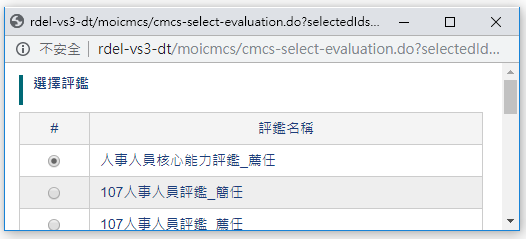 rdel-vs3-dt/moicmcs/cmcs-select-evaluation.do?selectedIds...
不安全 | rdel-vs3-dt/moicmcs/cmcs-select-evaluation.do?selectedIds...
選擇評鑑
# 評鑑名稱
人事人員核心能力評鑑_薦任
107人事人員評鑑_簡任
107人事人員評鑑_薦任